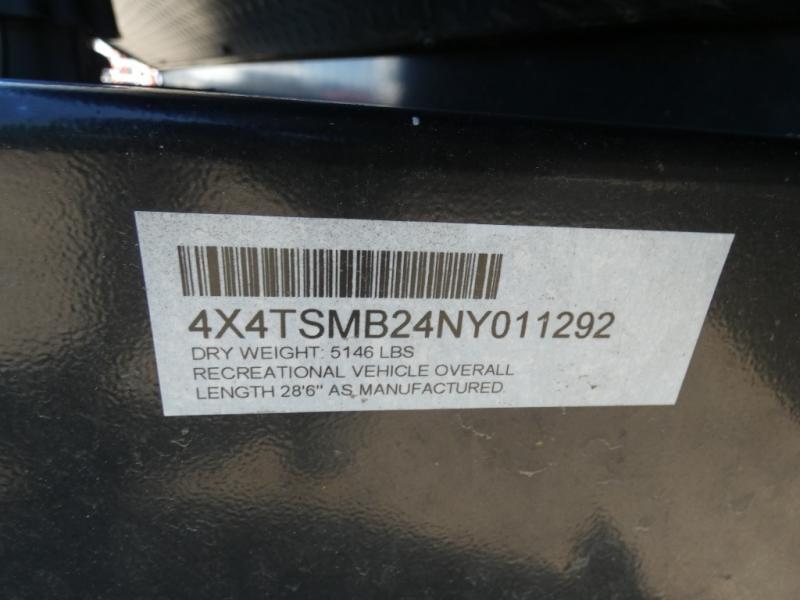 4X4TSMB24NY011292
DRY WEIGHT: 5146 LBS
RECREATIONAL VEHICLE OVERALL
LENGTH 28'6" AS MANUFACTURED